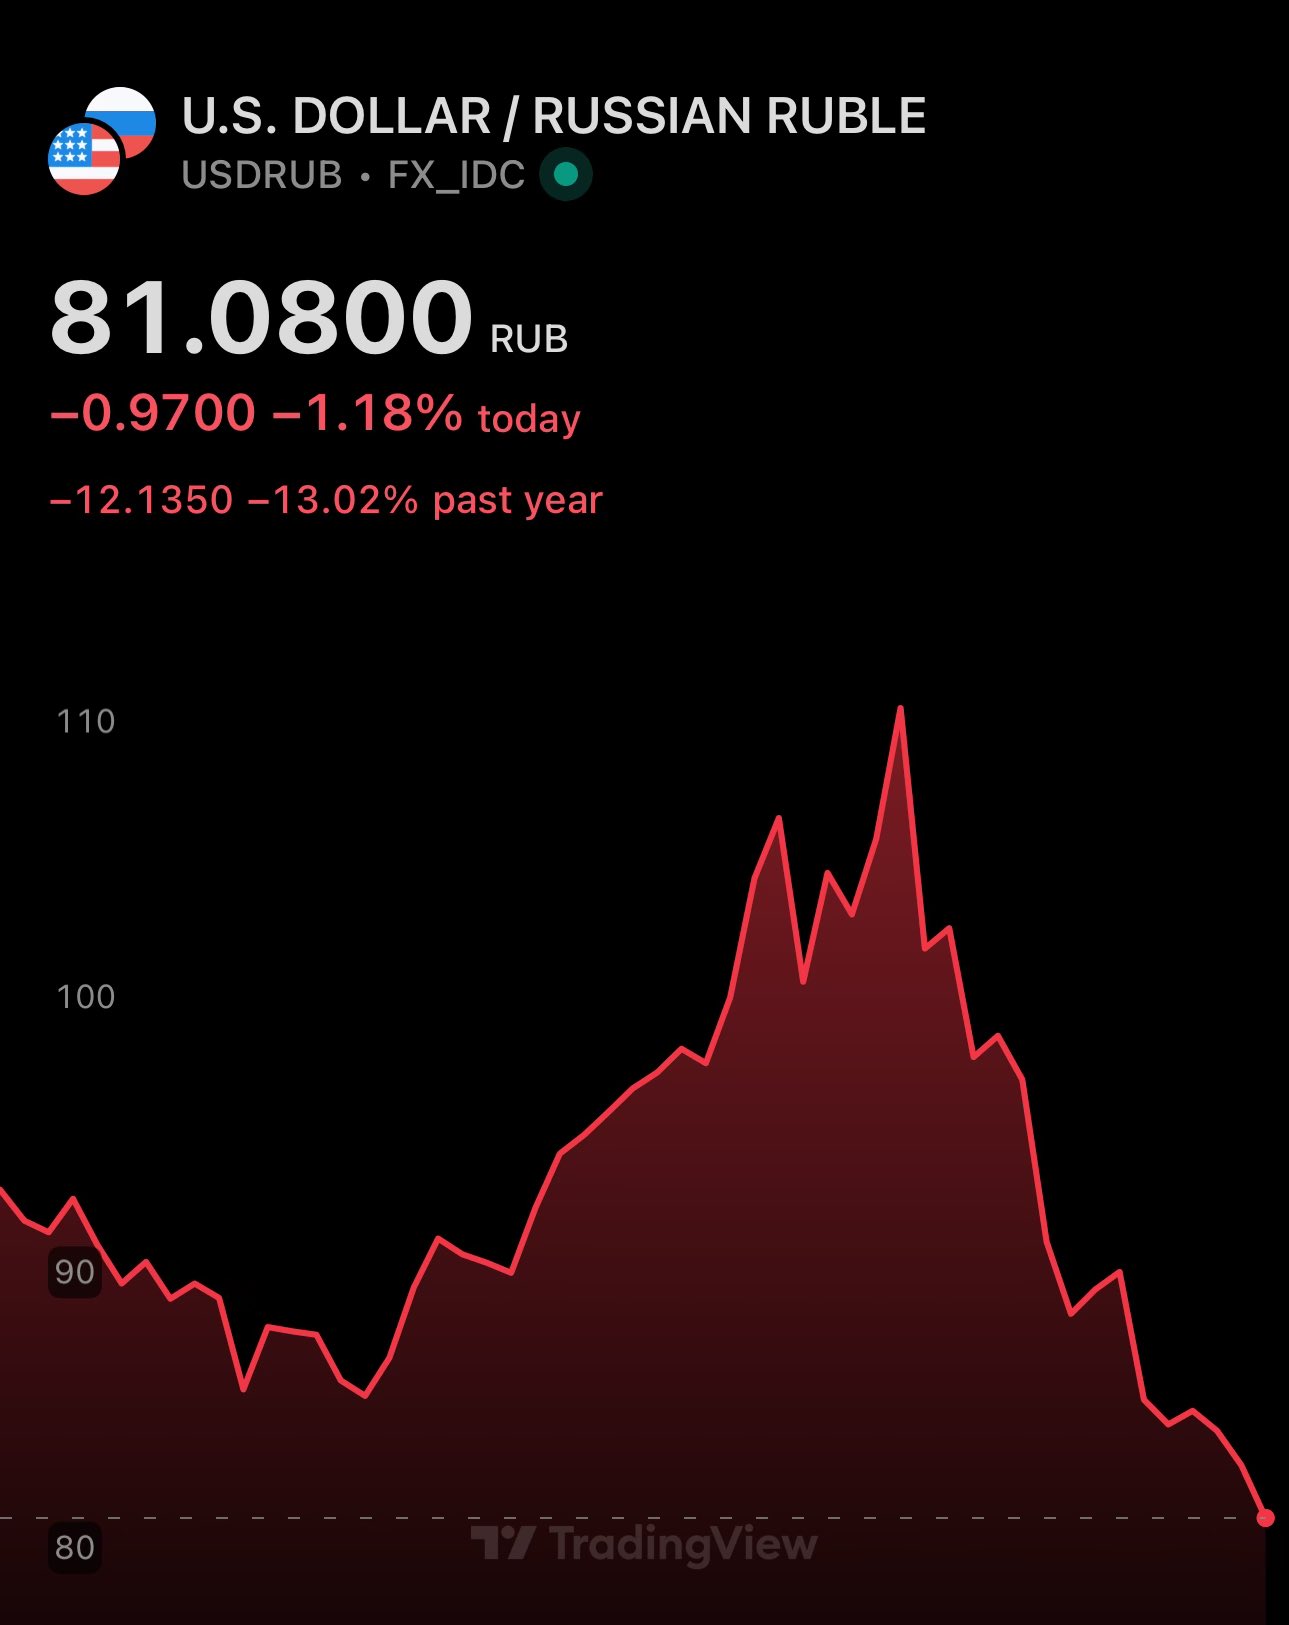 U.S. DOLLAR / RUSSIAN RUBLE
USDRUB • FX_IDC
81.0800 RUB
−0.9700 −1.18% today
−12.1350 −13.02% past year
110
100
90
80
TradingView